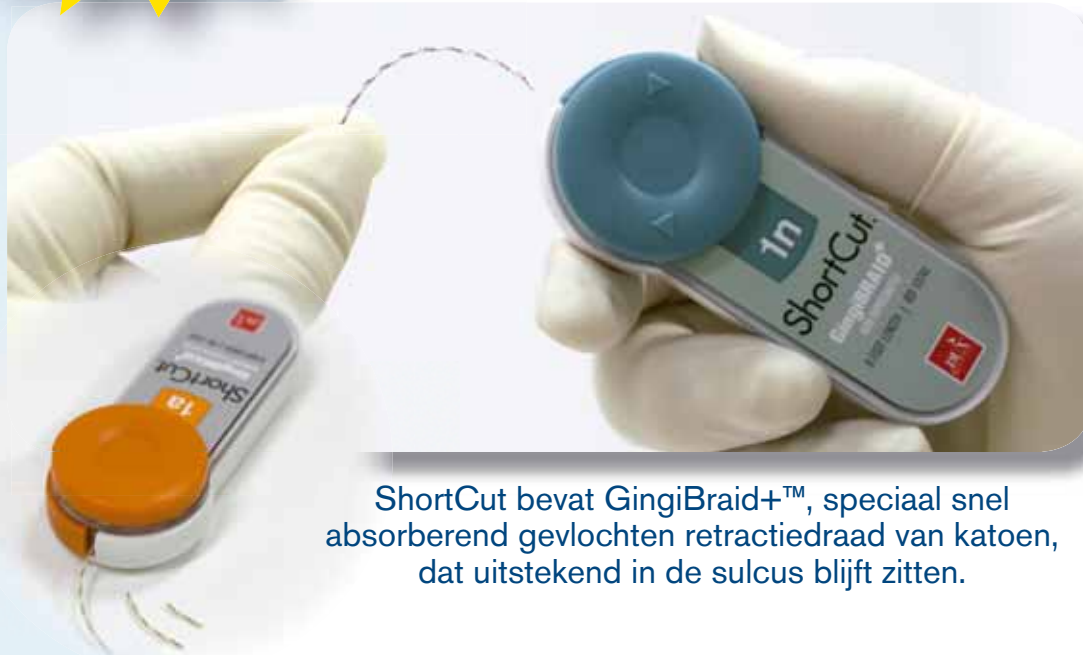 1n
ShortCut
GingiBRAID+
1a
ShortCut
ShortCut bevat GingiBraid+™, speciaal snel
absorberend gevlochten retractiedraad van katoen,
dat uitstekend in de sulcus blijft zitten.